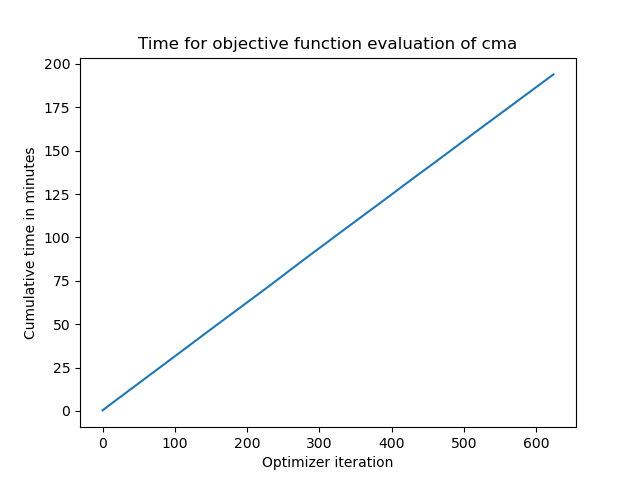 Time for objective function evaluation of cma
200
175
150
125
100
75
50
25
0
Cumulative time in minutes
0 100 200 300 400 500 600
Optimizer iteration